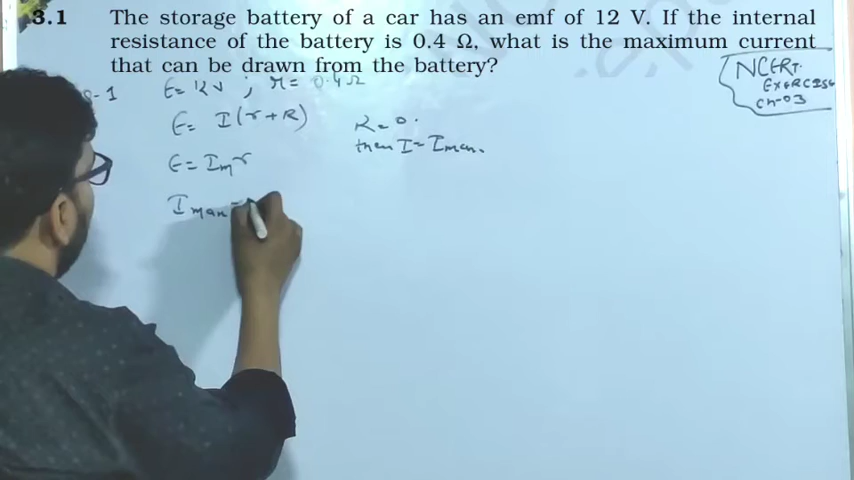 3.1 The storage battery of a car has an emf of 12 V. If the internal
resistance of the battery is 0.4 Ω, what is the maximum current
that can be drawn from the battery?
NCERT
EXERCISE
Ch-03
-1 ε = 12V ; r = 0.4Ω
ε = I(r+R)
R = 0.
then I = Imax.
ε = Imr
Imax =